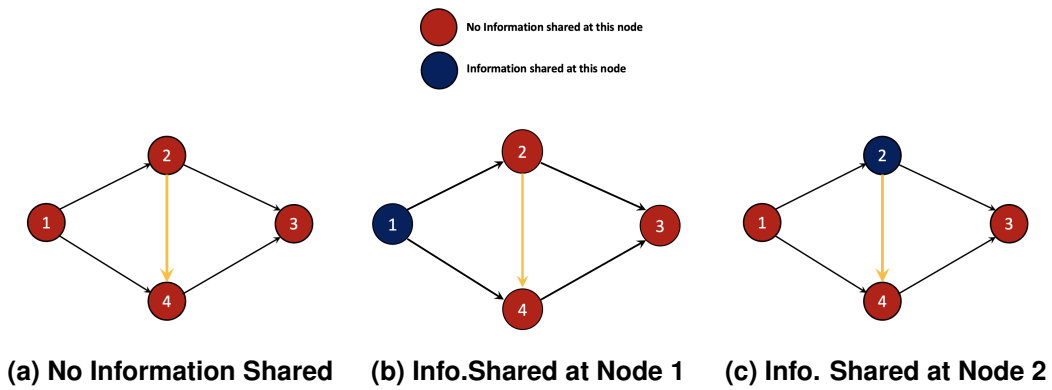 No Information shared at this node
Information shared at this node
2
1
3
4
(a) No Information Shared
2
1
3
4
(b) Info.Shared at Node 1
2
1
3
4
(c) Info. Shared at Node 2